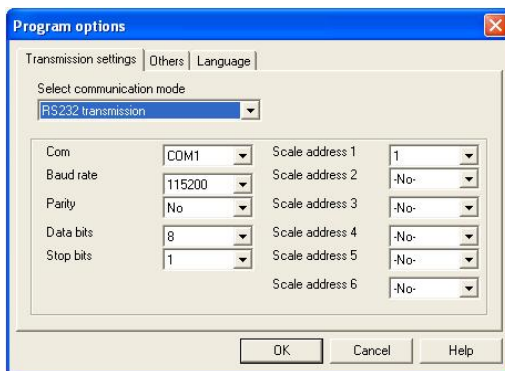 Program options
Transmission settings Others Language
Select communication mode
RS232 transmission
Com COM1 Scale address 1 1
Baud rate 115200 Scale address 2 -No-
Parity No Scale address 3 -No-
Data bits 8 Scale address 4 -No-
Stop bits 1 Scale address 5 -No-
Scale address 6 -No-
OK Cancel Help